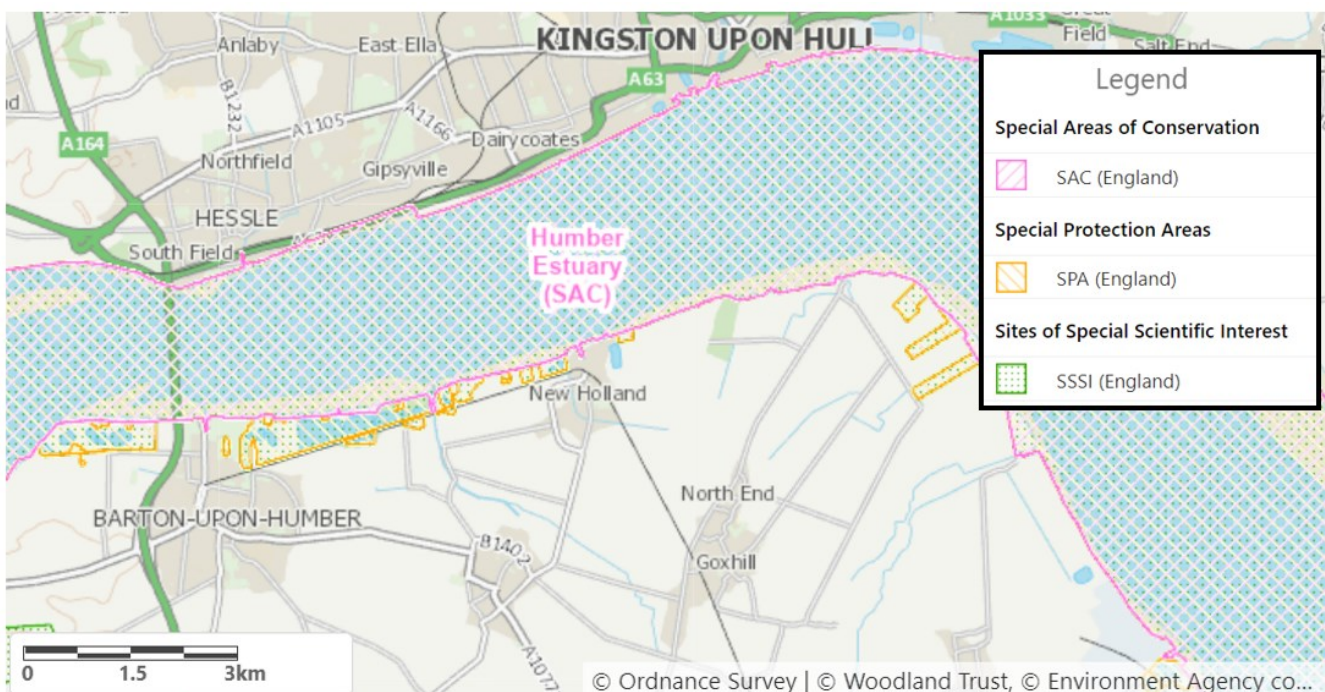 A1033
Great
Field
Salt End
KINGSTON UPON HULL
Anlaby
East Ella
A63
B1232
A1105
A1166
A164
Dairycoates
Northfield
Gipsyville
HESSLE
South Field
Humber
Estuary
(SAC)
New Holland
North End
BARTON-UPON-HUMBER
B1402
Goxhill
A1077
Legend
Special Areas of Conservation
SAC (England)
Special Protection Areas
SPA (England)
Sites of Special Scientific Interest
SSSI (England)
0 1.5 3km
© Ordnance Survey | © Woodland Trust, © Environment Agency co...